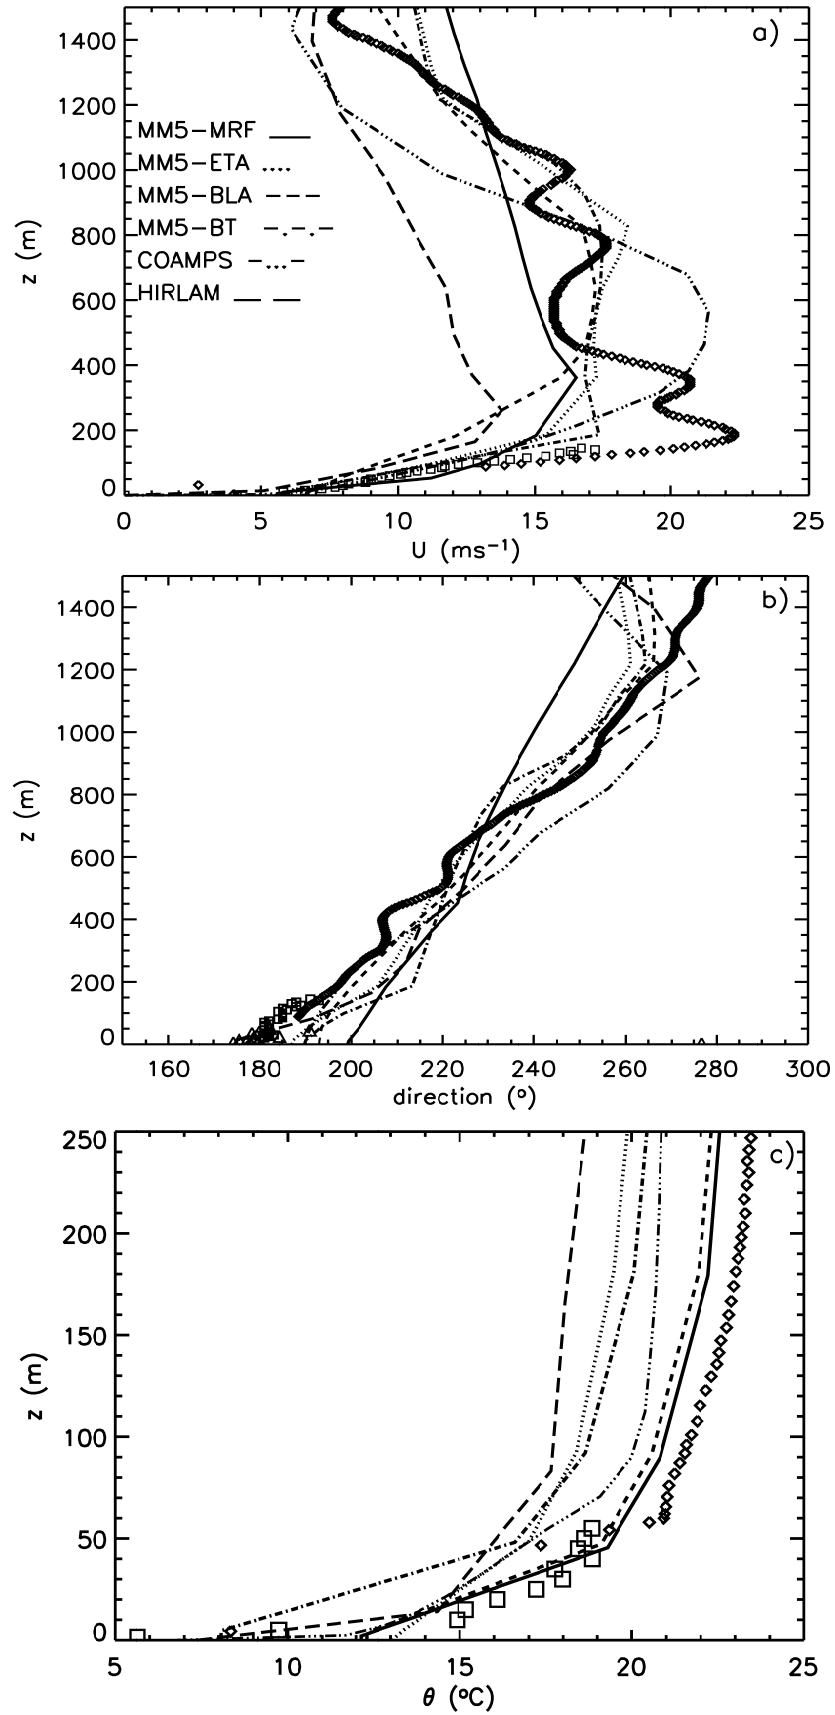 a)
1400
1200
1000
800
600
400
200
0
z (m)
MM5-MRF
MM5-ETA
MM5-BLA
MM5-BT
COAMPS
HIRLAM
0 5 10 15 20 25
U (ms⁻¹)
b)
1400
1200
1000
800
600
400
200
0
z (m)
160 180 200 220 240 260 280 300
direction (°)
c)
250
200
150
100
50
0
z (m)
5 10 15 20 25
θ (°C)